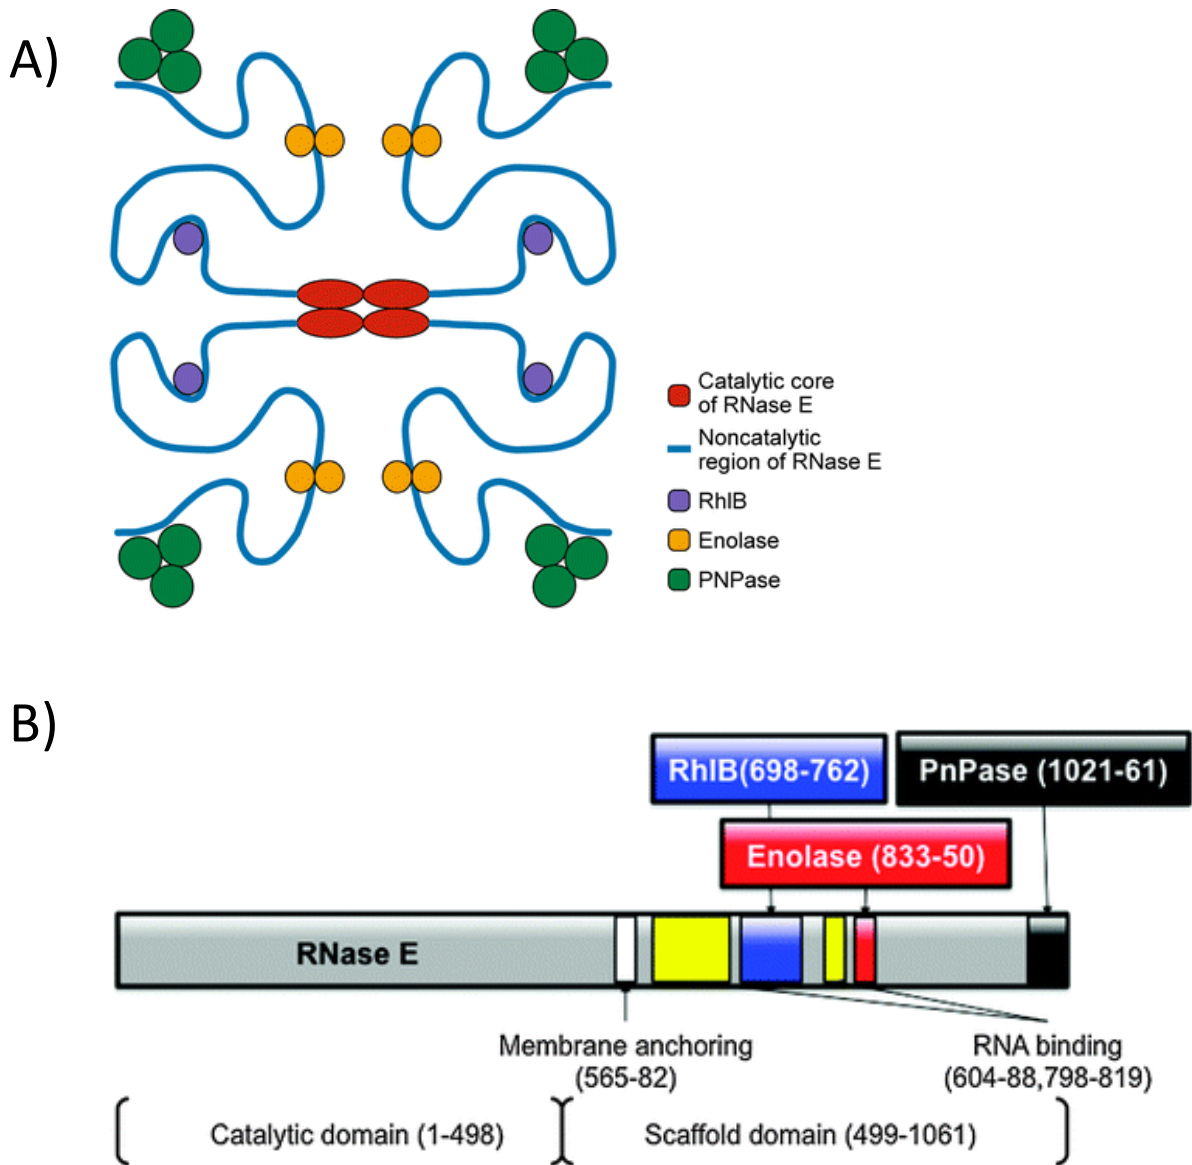 A)
Catalytic core
of RNase E
Noncatalytic
region of RNase E
RhlB
Enolase
PNPase
B)
RhlB(698-762)
PnPase (1021-61)
Enolase (833-50)
RNase E
Membrane anchoring
(565-82)
RNA binding
(604-88,798-819)
Catalytic domain (1-498)
Scaffold domain (499-1061)